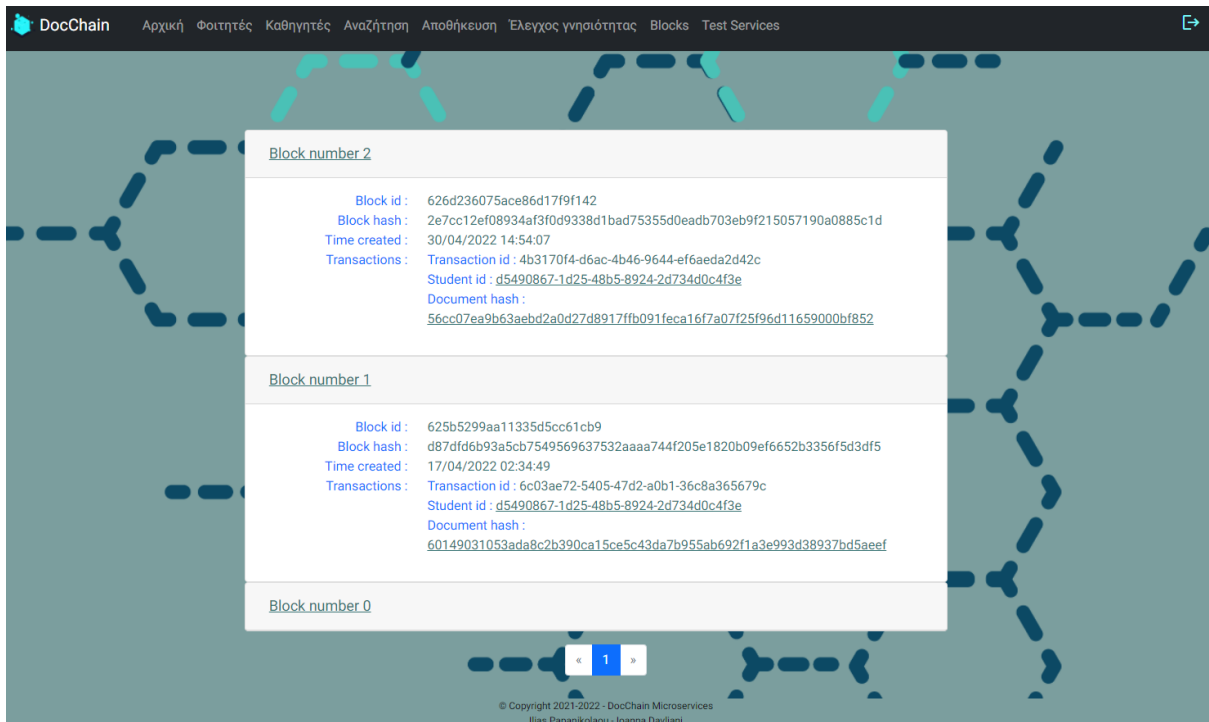 DocChain Αρχική Φοιτητές Καθηγητές Αναζήτηση Αποθήκευση Έλεγχος γνησιότητας Blocks Test Services
Block number 2
Block id : 626d236075ace86d17f9f142
Block hash : 2e7cc12ef08934af3f0d9338d1bad75355d0eadb703eb9f215057190a0885c1d
Time created : 30/04/2022 14:54:07
Transactions : Transaction id : 4b3170f4-d6ac-4b46-9644-ef6aeda2d42c
Student id : d5490867-1d25-48b5-8924-2d734d0c4f3e
Document hash :
56cc07ea9b63aebd2a0d27d8917ffb091feca16f7a07f25f96d11659000bf852
Block number 1
Block id : 625b5299aa11335d5cc61cb9
Block hash : d87dfd6b93a5cb7549569637532aaaa744f205e1820b09ef6652b3356f5d3df5
Time created : 17/04/2022 02:34:49
Transactions : Transaction id : 6c03ae72-5405-47d2-a0b1-36c8a365679c
Student id : d5490867-1d25-48b5-8924-2d734d0c4f3e
Document hash :
60149031053ada8c2b390ca15ce5c43da7b955ab692f1a3e993d38937bd5aeef
Block number 0
« 1 »
© Copyright 2021-2022 - DocChain Microservices
Ilias Papanikolaou - Ioanna Davliani